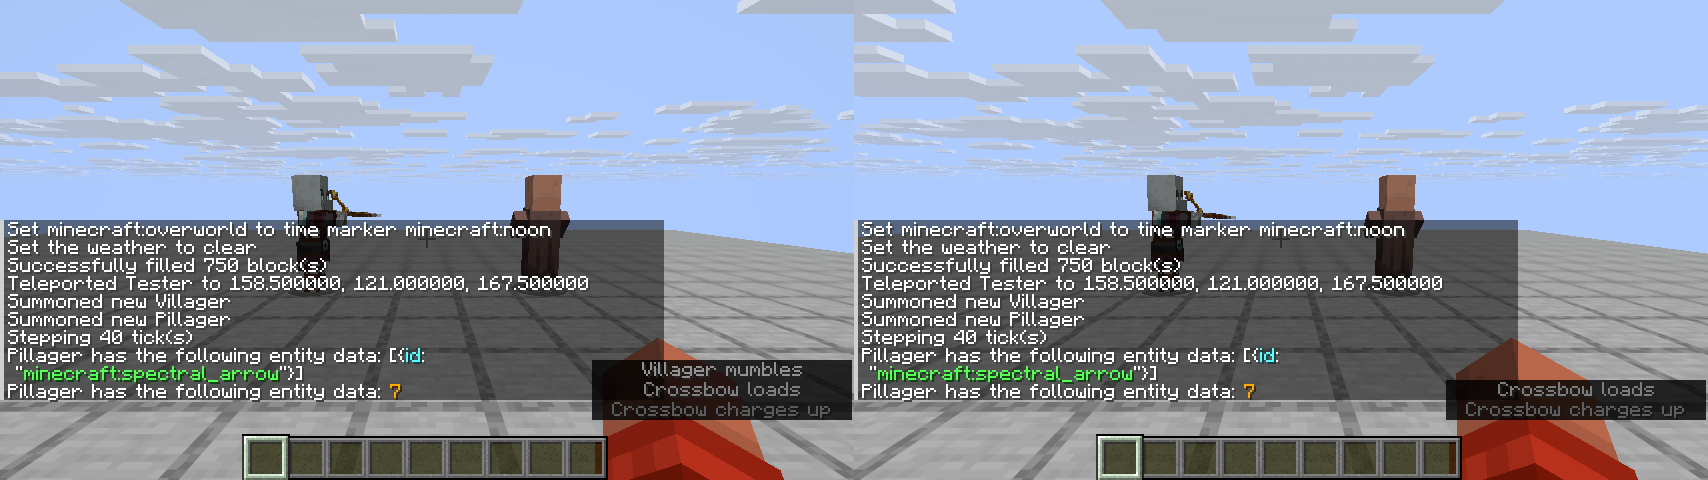 Set minecraft:overworld to time marker minecraft:noon
Set the weather to clear
Successfully filled 750 block(s)
Teleported Tester to 158.500000, 121.000000, 167.500000
Summoned new Villager
Summoned new Pillager
Stepping 40 tick(s)
Pillager has the following entity data: [{id:
"minecraft:spectral_arrow"}]
Pillager has the following entity data: 7
Villager mumbles
Crossbow loads
Crossbow charges up
Set minecraft:overworld to time marker minecraft:noon
Set the weather to clear
Successfully filled 750 block(s)
Teleported Tester to 158.500000, 121.000000, 167.500000
Summoned new Villager
Summoned new Pillager
Stepping 40 tick(s)
Pillager has the following entity data: [{id:
"minecraft:spectral_arrow"}]
Pillager has the following entity data: 7
Crossbow loads
Crossbow charges up